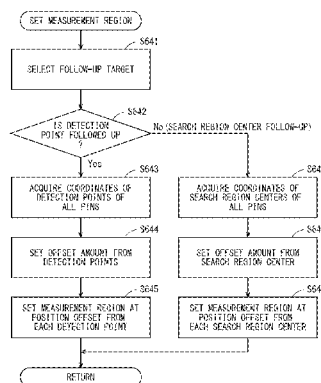 SET MEASUREMENT REGION
S641
SELECT FOLLOW-UP TARGET
S642
IS DETECTION
POINT FOLLOWED UP
?
No(SEARCH REGION CENTER FOLLOW-UP)
Yes
S643
ACQUIRE COORDINATES OF
DETECTION POINTS OF
ALL PINS
S644
SET OFFSET AMOUNT FROM
DETECTION POINTS
S645
SET MEASUREMENT REGION AT
POSITION OFFSET FROM
EACH DETECTION POINT
S64
ACQUIRE COORDINATES OF
SEARCH REGION CENTERS
OF ALL PINS
S64
SET OFFSET AMOUNT FROM
SEARCH REGION CENTER
S64
SET MEASUREMENT REGION AT
POSITION OFFSET FROM
EACH SEARCH REGION CENTER
RETURN